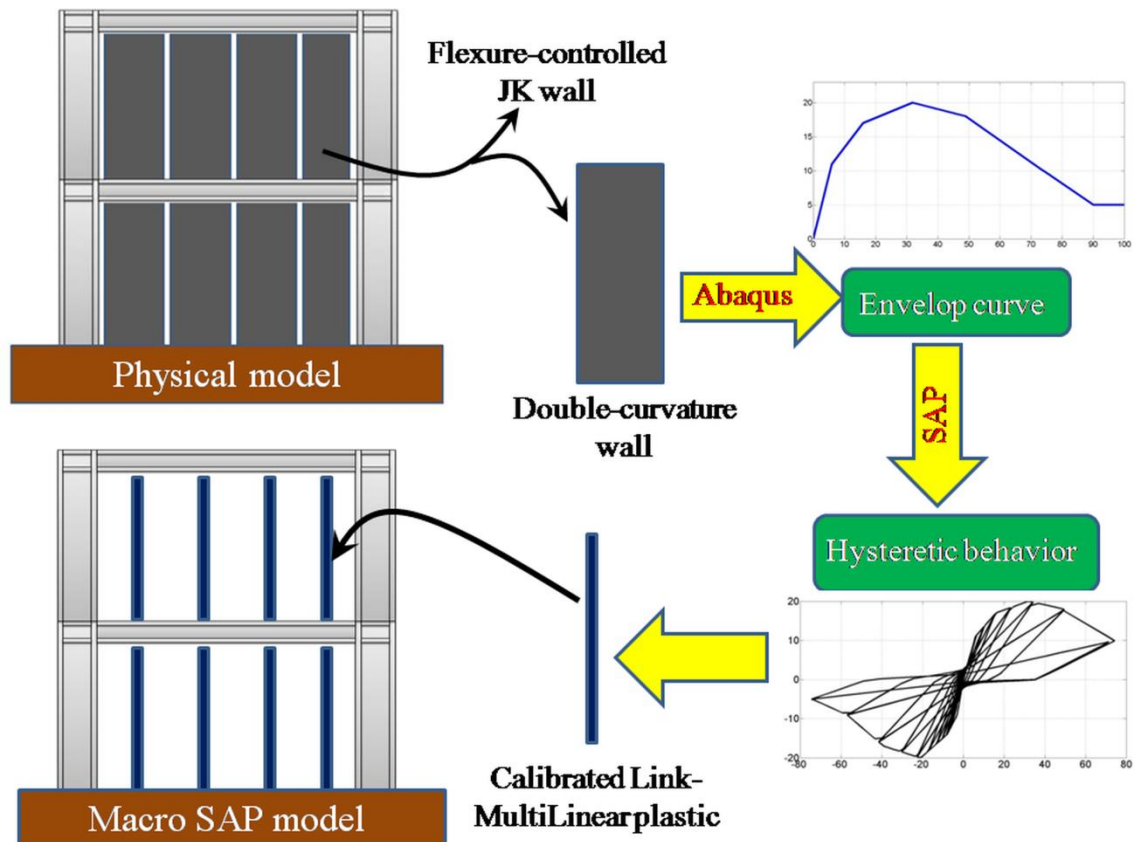 Flexure-controlled
JK wall
20
15
10
5
0
0 10 20 30 40 50 60 70 80 90 100
Abaqus
Envelop curve
Physical model
Double-curvature
wall
SAP
Hysteretic behavior
20
10
0
-10
-20
-80 -60 -40 -20 0 20 40 60 80
Calibrated Link-
MultiLinearplastic
Macro SAP model